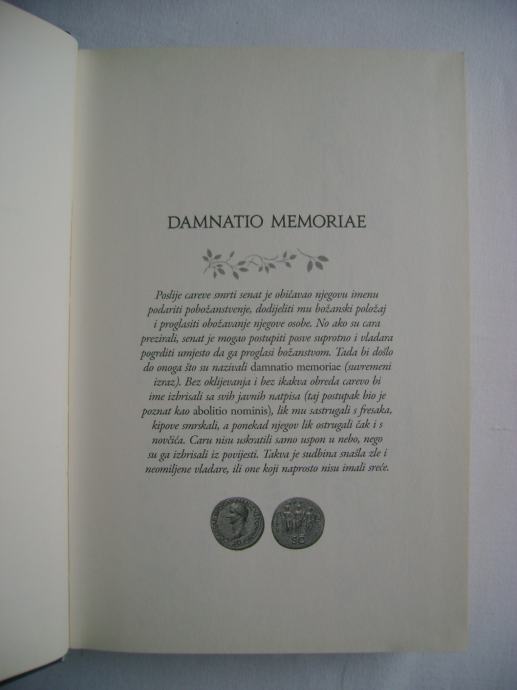 DAMNATIO MEMORIAE
Poslije careve smrti senat je običavao njegovu imenu
podariti pobožanstvenje, dodijeliti mu božanski položaj
i proglasiti obožavanje njegove osobe. No ako su cara
prezirali, senat je mogao postupiti posve suprotno i vladara
pogrditi umjesto da ga proglasi božanstvom. Tada bi došlo
do onoga što su nazivali damnatio memoriae (suvremeni
izraz). Bez oklijevanja i bez ikakva obreda carevo bi
ime izbrisali sa svih javnih natpisa (taj postupak bio je
poznat kao abolitio nominis), lik mu sastrugali s fresaka,
kipove smrskali, a ponekad njegov lik ostrugali čak i s
novčića. Caru nisu uskratili samo uspon u nebo, nego
su ga izbrisali iz povijesti. Takva je sudbina snašla zle i
neomiljene vladare, ili one koji naprosto nisu imali sreće.
SC